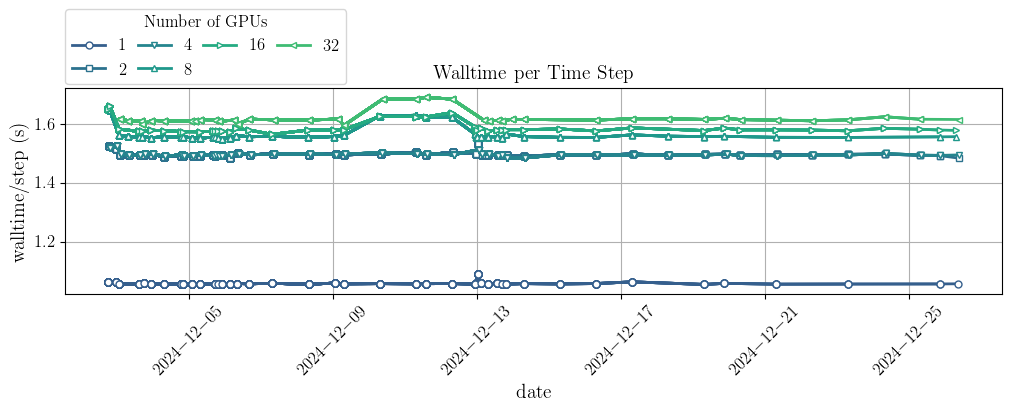 Number of GPUs
1 4 16 32
2 8
Walltime per Time Step
walltime/step (s)
1.6
1.4
1.2
2024−12−05
2024−12−09
2024−12−13
2024−12−17
2024−12−21
2024−12−25
date